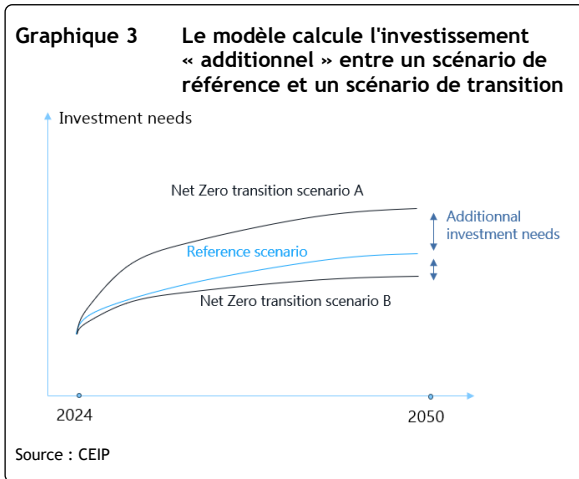 Graphique 3 Le modèle calcule l'investissement
« additionnel » entre un scénario de
référence et un scénario de transition
Investment needs
Net Zero transition scenario A
Additionnal
investment needs
Reference scenario
Net Zero transition scenario B
2024
2050
Source : CEIP